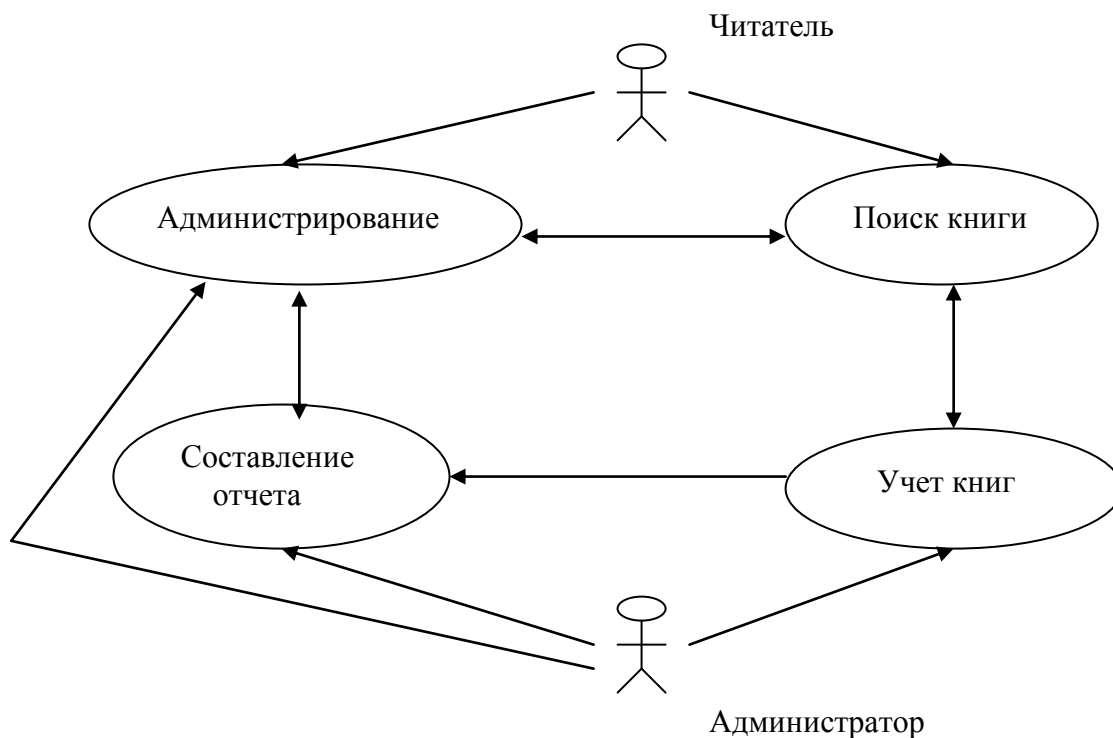 Читатель
Администрирование
Поиск книги
Составление
отчета
Учет книг
Администратор